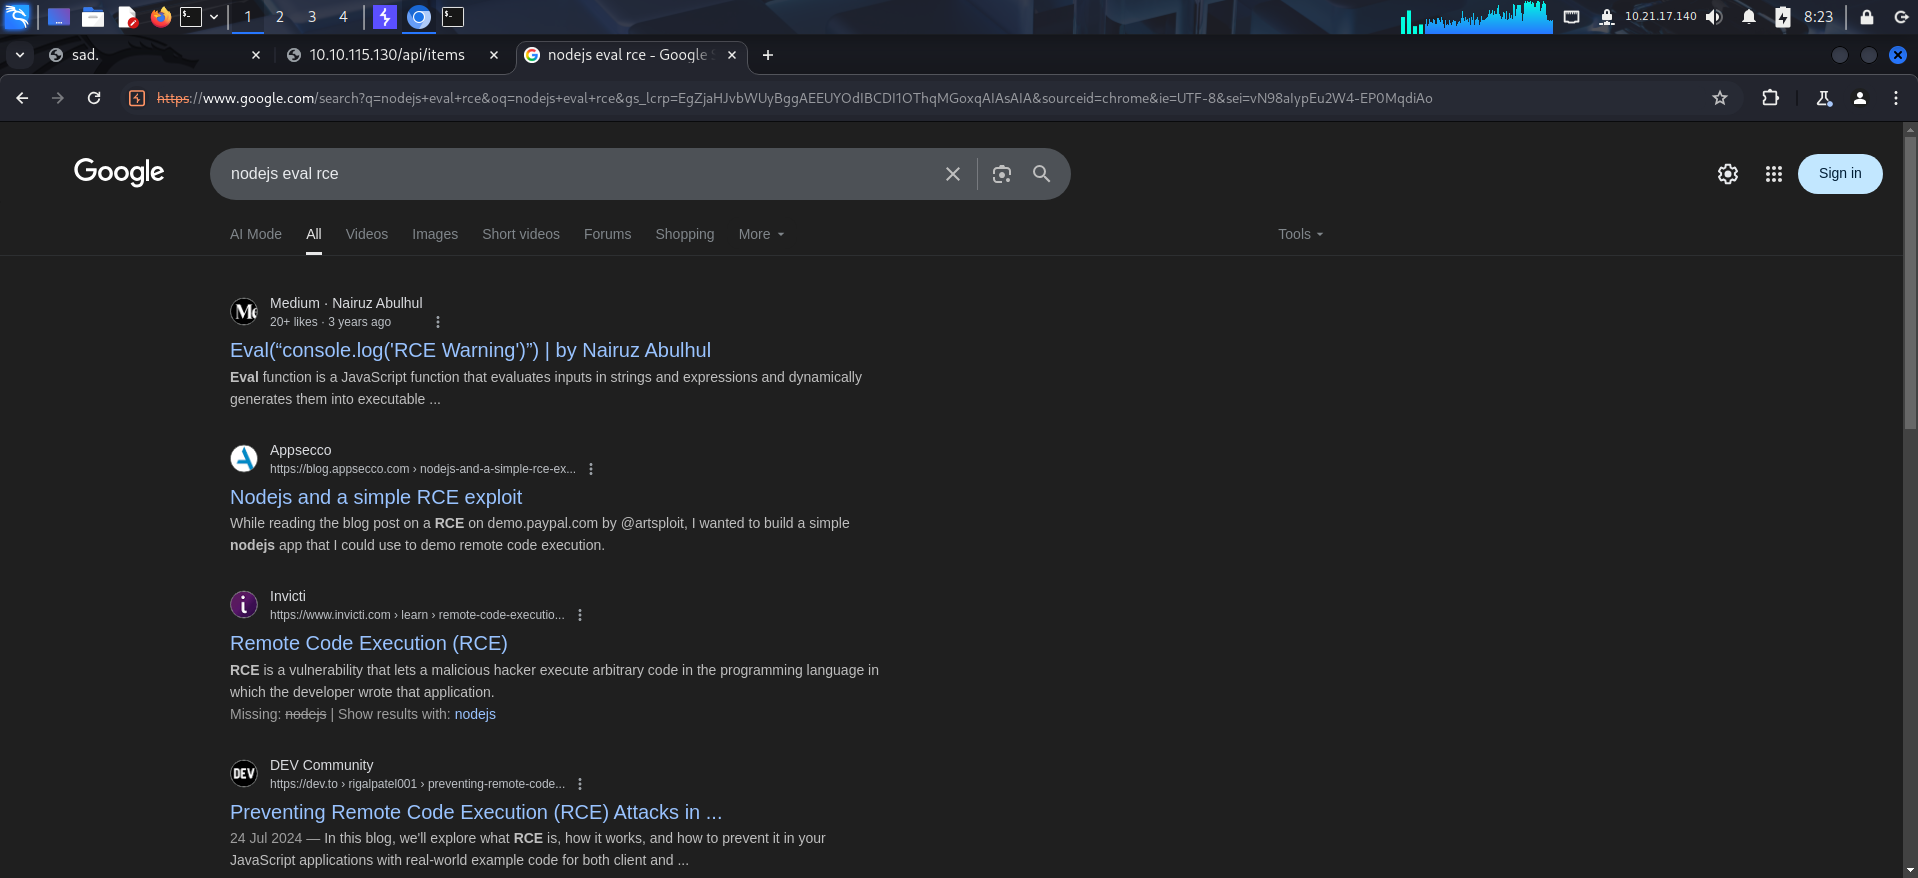 1 2 3 4
10.21.17.140
8:23
sad.
10.10.115.130/api/items
nodejs eval rce - Google
https://www.google.com/search?q=nodejs+eval+rce&oq=nodejs+eval+rce&gs_lcrp=EgZjaHJvbWUyBggAEEUYOdIBCDI1OThqMGoxqAIAsAIA&sourceid=chrome&ie=UTF-8&sei=vN98aIypEu2W4-EP0MqdiAo
Google
nodejs eval rce
Sign in
AI Mode All Videos Images Short videos Forums Shopping More Tools
Medium · Nairuz Abulhul
20+ likes · 3 years ago
Eval(“console.log('RCE Warning')”) | by Nairuz Abulhul
Eval function is a JavaScript function that evaluates inputs in strings and expressions and dynamically
generates them into executable ...
Appsecco
https://blog.appsecco.com › nodejs-and-a-simple-rce-ex...
Nodejs and a simple RCE exploit
While reading the blog post on a RCE on demo.paypal.com by @artsploit, I wanted to build a simple
nodejs app that I could use to demo remote code execution.
Invicti
https://www.invicti.com › learn › remote-code-executio...
Remote Code Execution (RCE)
RCE is a vulnerability that lets a malicious hacker execute arbitrary code in the programming language in
which the developer wrote that application.
Missing: nodejs | Show results with: nodejs
DEV
DEV Community
https://dev.to › rigalpatel001 › preventing-remote-code...
Preventing Remote Code Execution (RCE) Attacks in ...
24 Jul 2024 — In this blog, we'll explore what RCE is, how it works, and how to prevent it in your
JavaScript applications with real-world example code for both client and ...